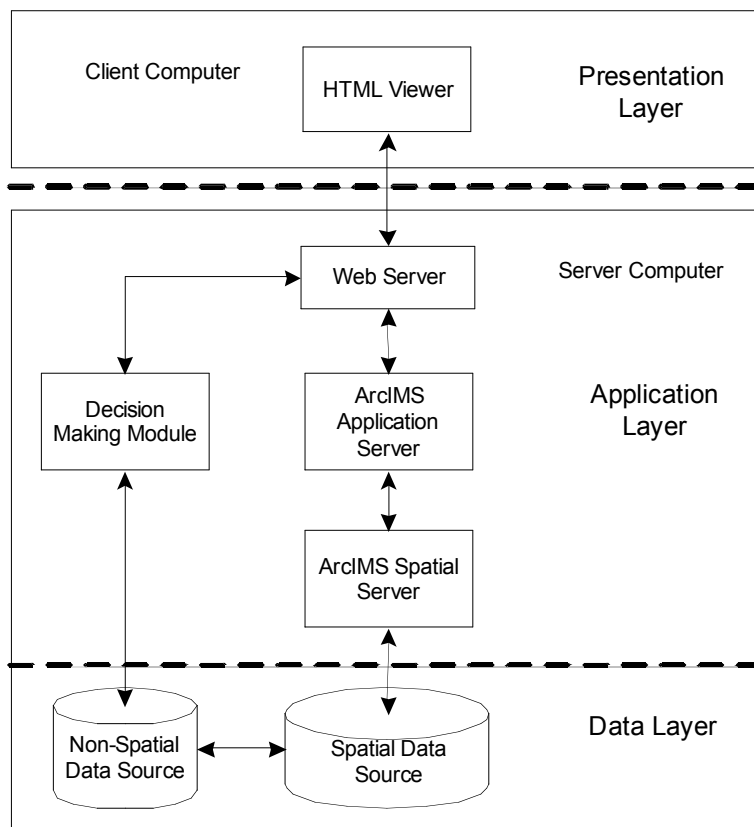 Client Computer
HTML Viewer
Presentation
Layer
Web Server
Server Computer
Decision
Making Module
ArcIMS
Application
Server
Application
Layer
ArcIMS Spatial
Server
Non-Spatial
Data Source
Spatial Data
Source
Data Layer